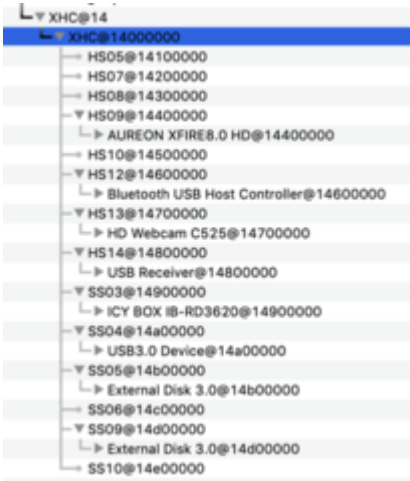 XHC@14
XHC@14000000
HS05@14100000
HS07@14200000
HS08@14300000
HS09@14400000
AUREON XFIRE8.0 HD@14400000
HS10@14500000
HS12@14600000
Bluetooth USB Host Controller@14600000
HS13@14700000
HD Webcam C525@14700000
HS14@14800000
USB Receiver@14800000
SS03@14900000
ICY BOX IB-RD3620@14900000
SS04@14a00000
USB3.0 Device@14a00000
SS05@14b00000
External Disk 3.0@14b00000
SS06@14c00000
SS09@14d00000
External Disk 3.0@14d00000
SS10@14e00000